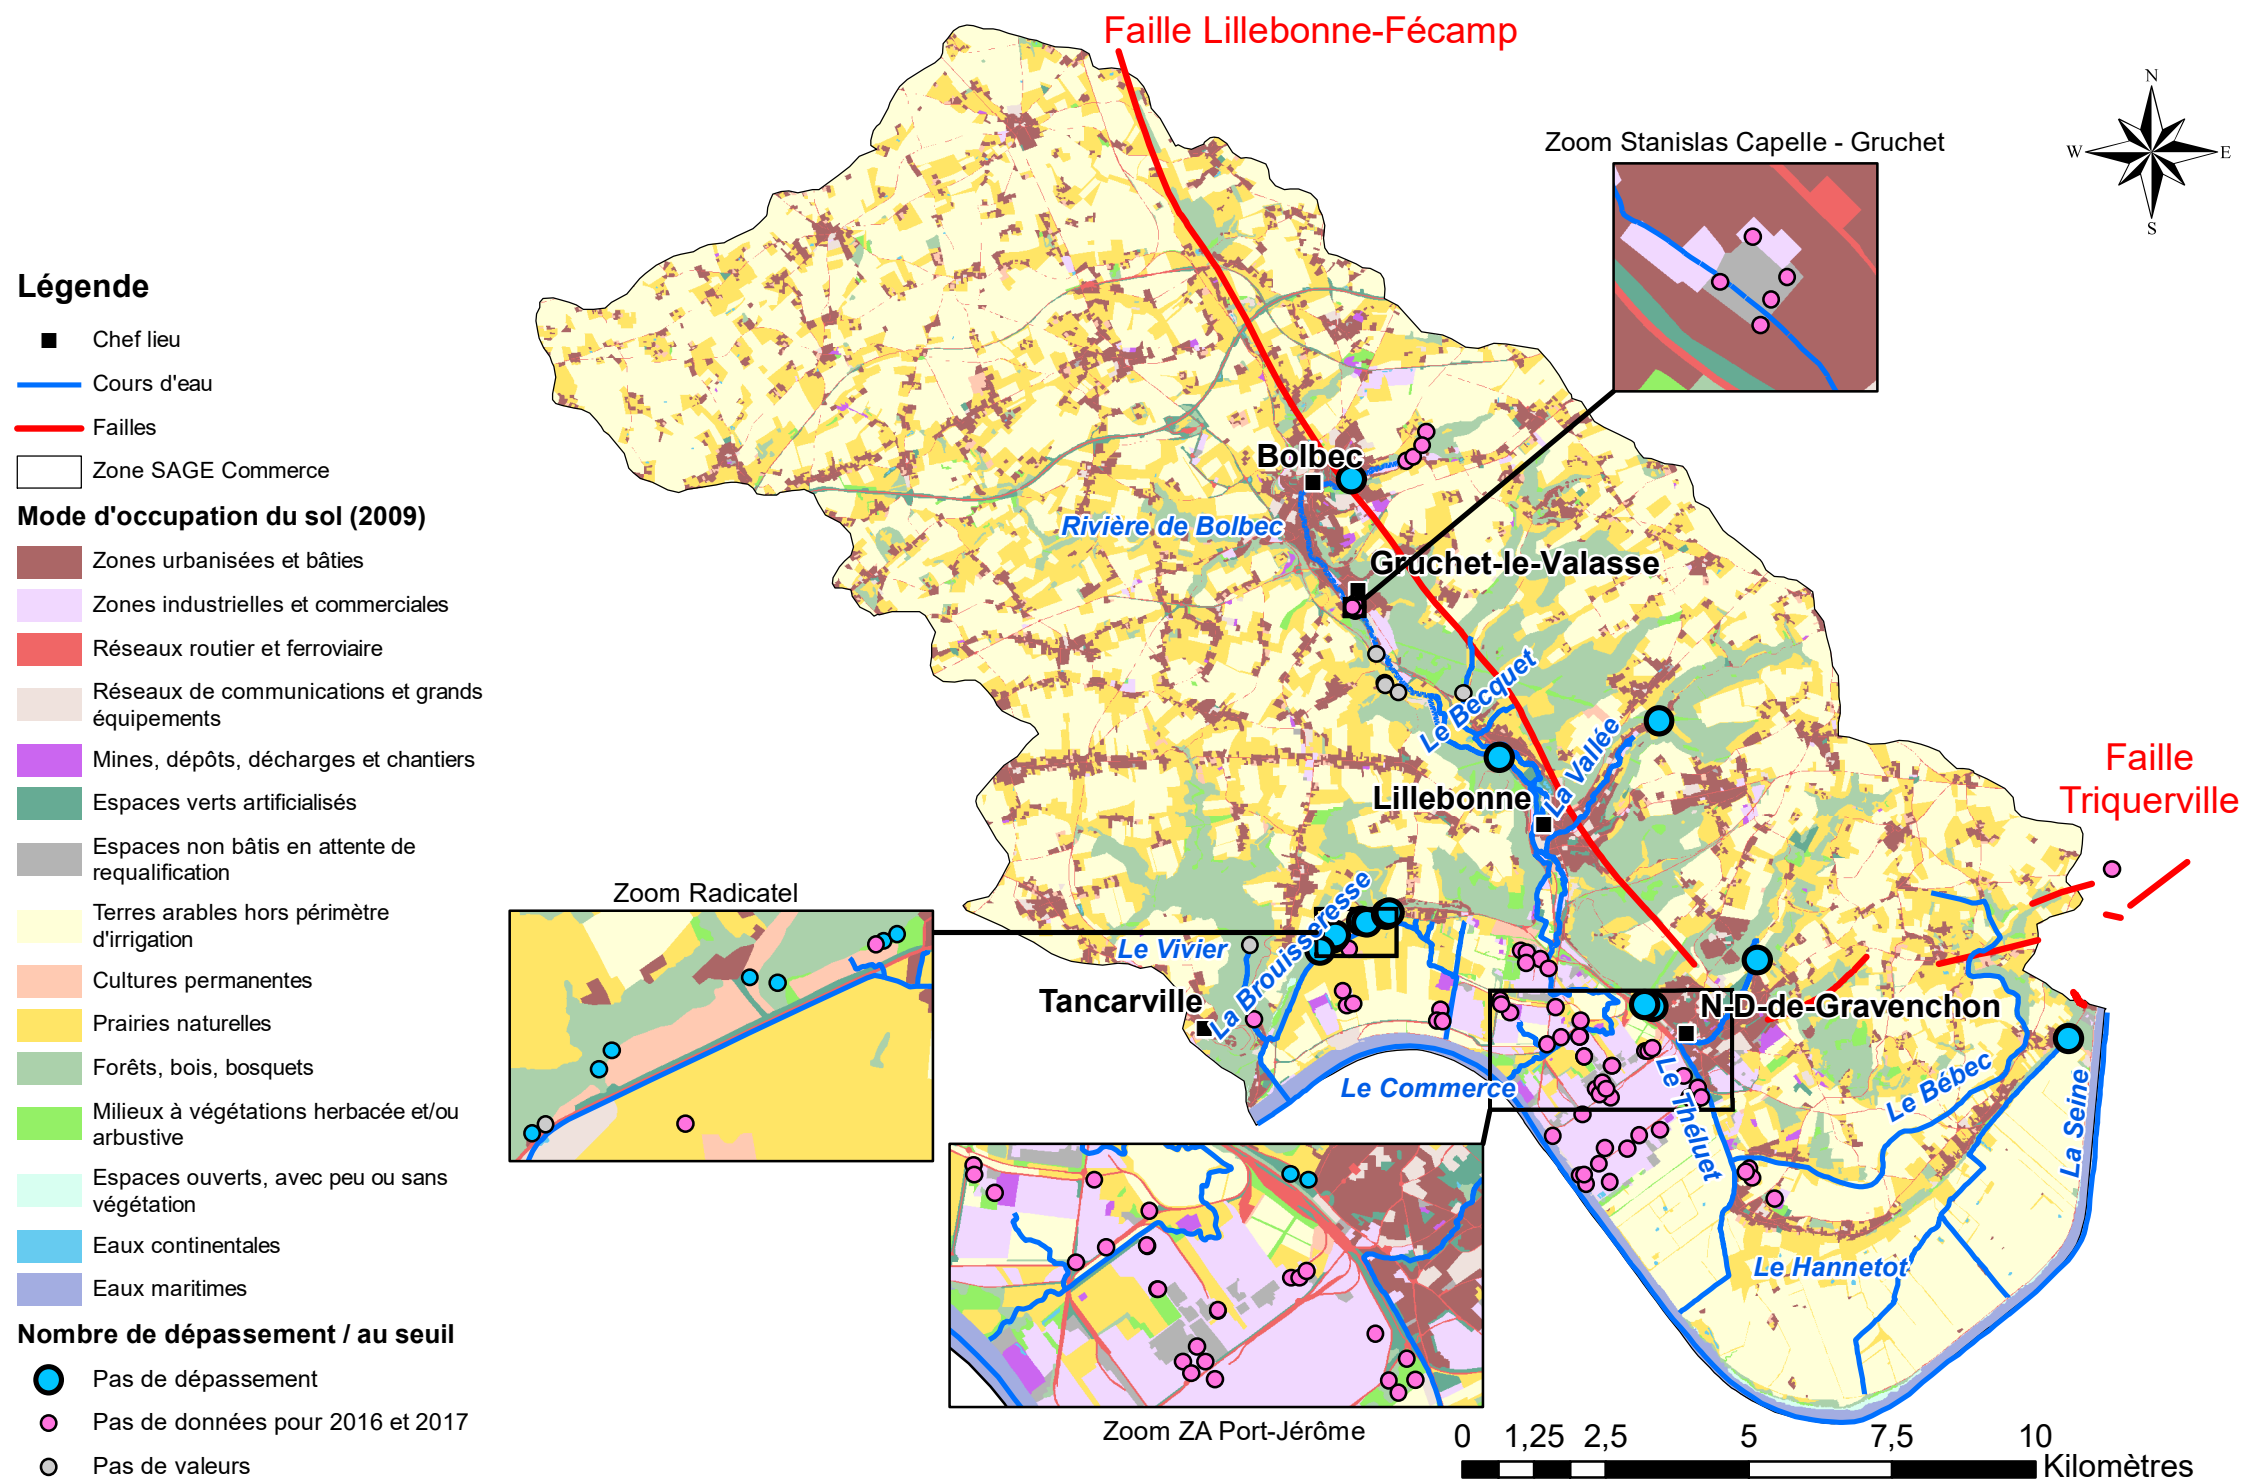 Faille Lillebonne-Fécamp
N
W
E
S
Zoom Stanislas Capelle - Gruchet
Légende
Chef lieu
Cours d'eau
Failles
Zone SAGE Commerce
Mode d'occupation du sol (2009)
Zones urbanisées et bâties
Zones industrielles et commerciales
Réseaux routier et ferroviaire
Réseaux de communications et grands
équipements
Mines, dépôts, décharges et chantiers
Espaces verts artificialisés
Espaces non bâtis en attente de
requalification
Terres arables hors périmètre
d'irrigation
Cultures permanentes
Prairies naturelles
Forêts, bois, bosquets
Milieux à végétations herbacée et/ou
arbustive
Espaces ouverts, avec peu ou sans
végétation
Eaux continentales
Eaux maritimes
Nombre de dépassement / au seuil
Pas de dépassement
Pas de données pour 2016 et 2017
Pas de valeurs
Bolbec
Rivière de Bolbec
Gruchet-le-Valasse
Le Becquet
La Vallée
Lillebonne
Faille
Triquerville
Zoom Radicatel
Le Vivier
La Brouisseresse
Tancarville
N-D-de-Gravenchon
Le Commerce
Le Théluet
Le Bébec
La Seine
Le Hannetot
Zoom ZA Port-Jérôme
0 1,25 2,5 5 7,5 10
Kilomètres